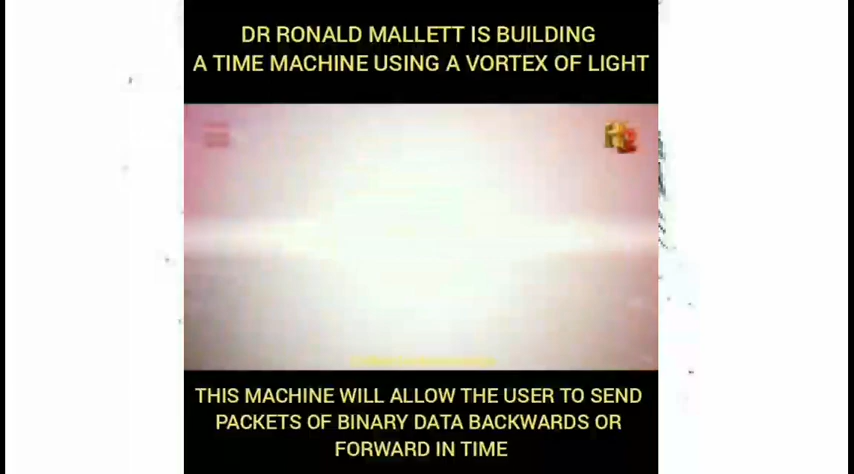 DR RONALD MALLETT IS BUILDING
A TIME MACHINE USING A VORTEX OF LIGHT
THIS MACHINE WILL ALLOW THE USER TO SEND
PACKETS OF BINARY DATA BACKWARDS OR
FORWARD IN TIME